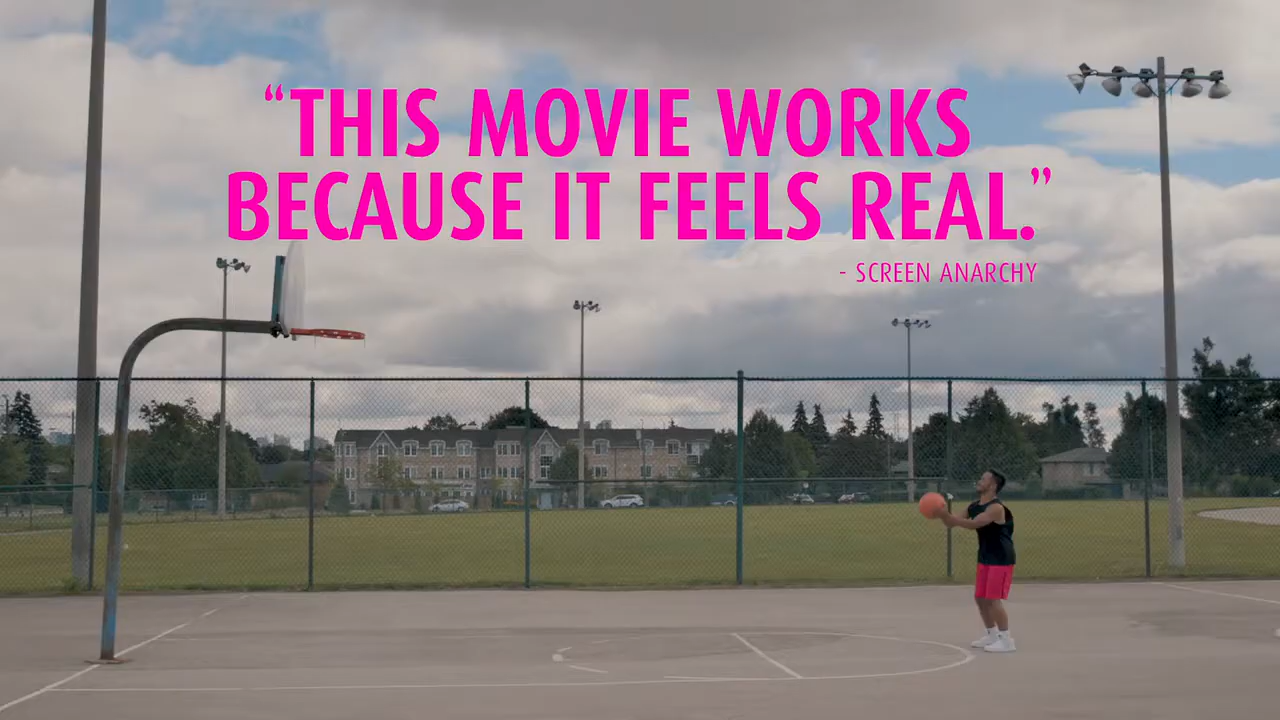 “THIS MOVIE WORKS
BECAUSE IT FEELS REAL.”
- SCREEN ANARCHY